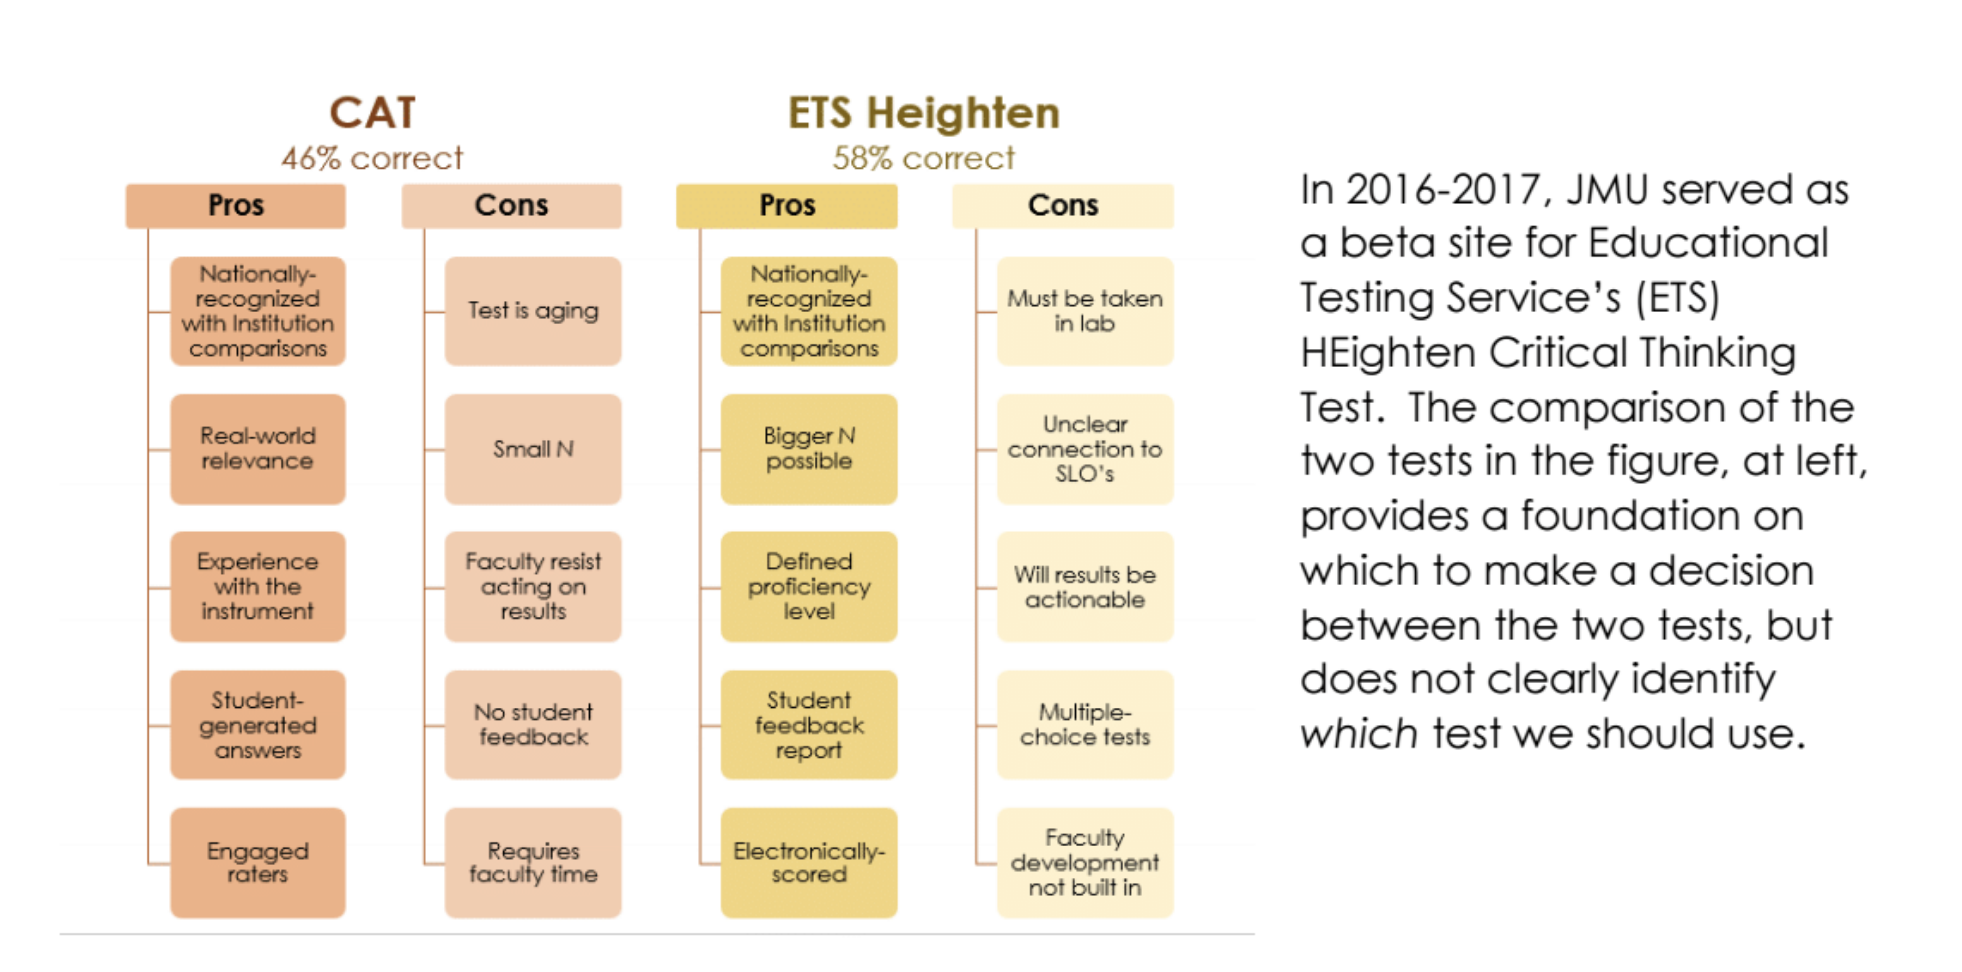 CAT
46% correct
Pros
Nationally-
recognized
with Institution
comparisons
Real-world
relevance
Experience
with the
instrument
Student-
generated
answers
Engaged
raters
Cons
Test is aging
Small N
Faculty resist
acting on
results
No student
feedback
Requires
faculty time
ETS Heighten
58% correct
Pros
Nationally-
recognized
with Institution
comparisons
Bigger N
possible
Defined
proficiency
level
Student
feedback
report
Electronically-
scored
Cons
Must be taken
in lab
Unclear
connection to
SLO's
Will results be
actionable
Multiple-
choice tests
Faculty
development
not built in
In 2016-2017, JMU served as
a beta site for Educational
Testing Service's (ETS)
HEighten Critical Thinking
Test.  The comparison of the
two tests in the figure, at left,
provides a foundation on
which to make a decision
between the two tests, but
does not clearly identify
which test we should use.